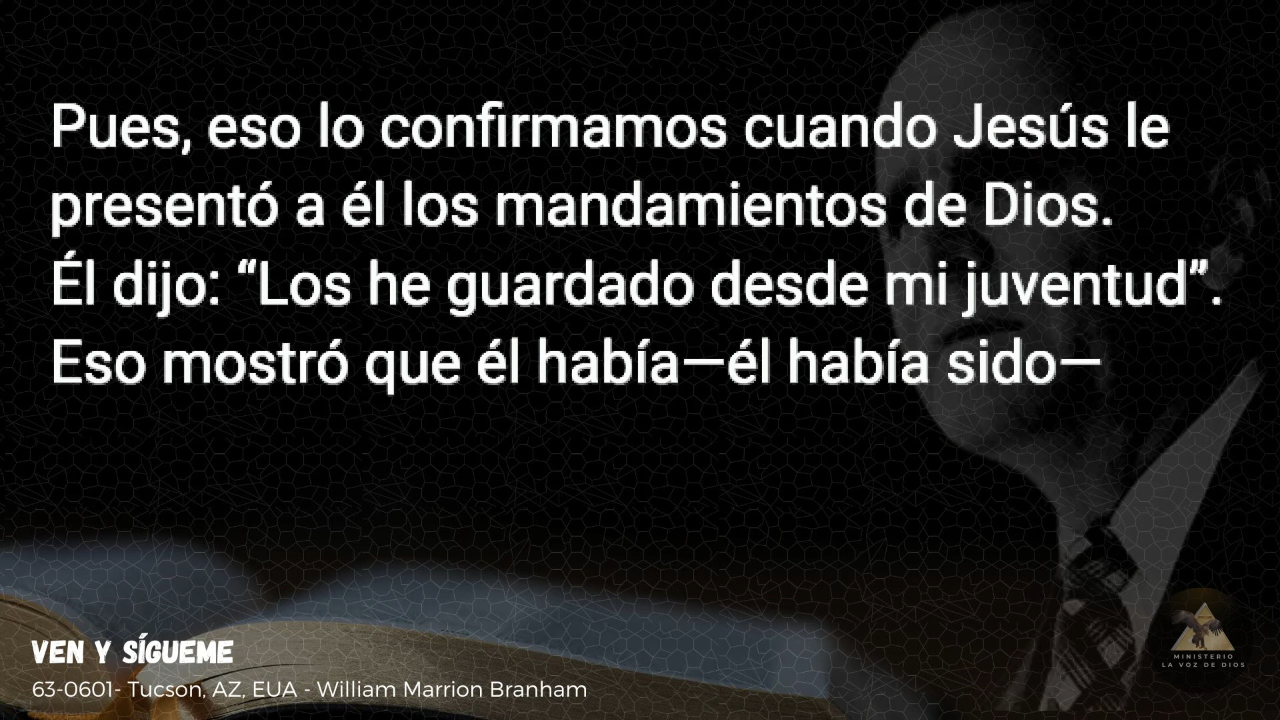 Pues, eso lo confirmamos cuando Jesús le
presentó a él los mandamientos de Dios.
Él dijo: “Los he guardado desde mi juventud”.
Eso mostró que él había—él había sido—
VEN Y SÍGUEME
63-0601- Tucson, AZ, EUA - William Marrion Branham
MINISTERIO
LA VOZ DE DIOS